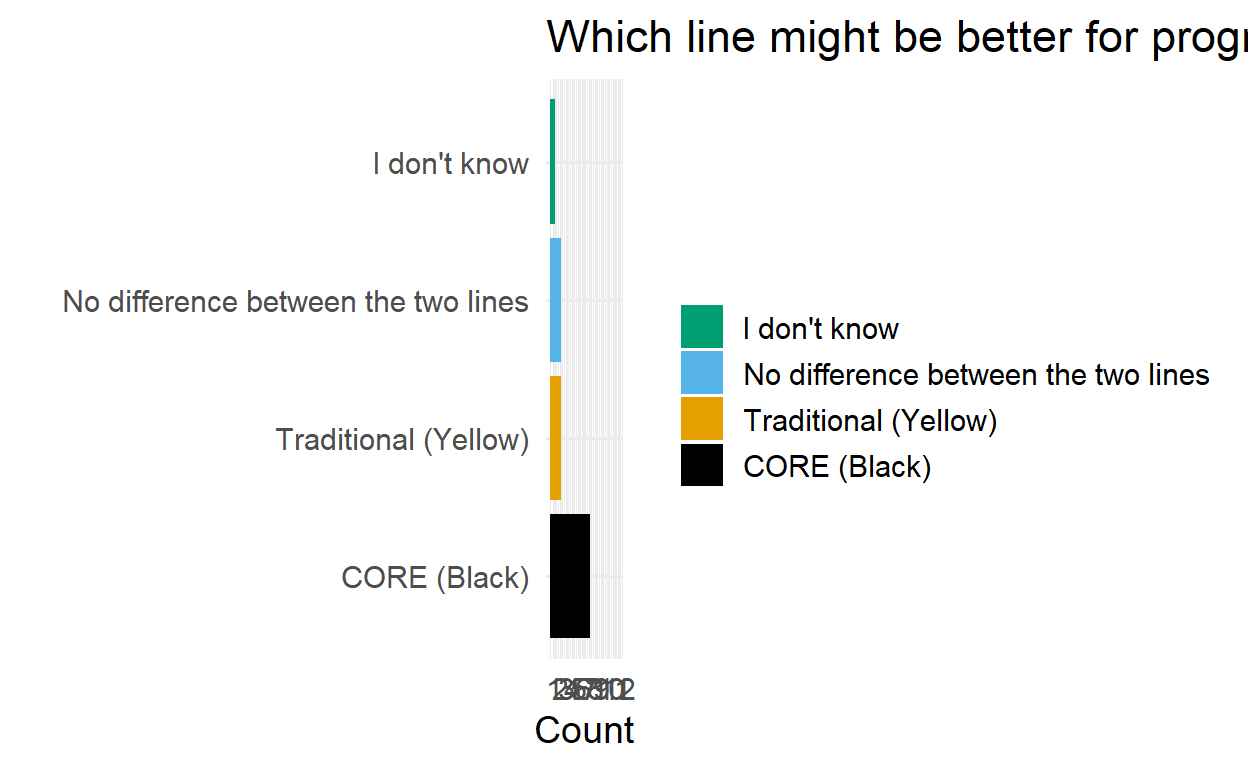 Which line might be better for progr
I don't know
No difference between the two lines
Traditional (Yellow)
CORE (Black)
I don't know
No difference between the two lines
Traditional (Yellow)
CORE (Black)
Count